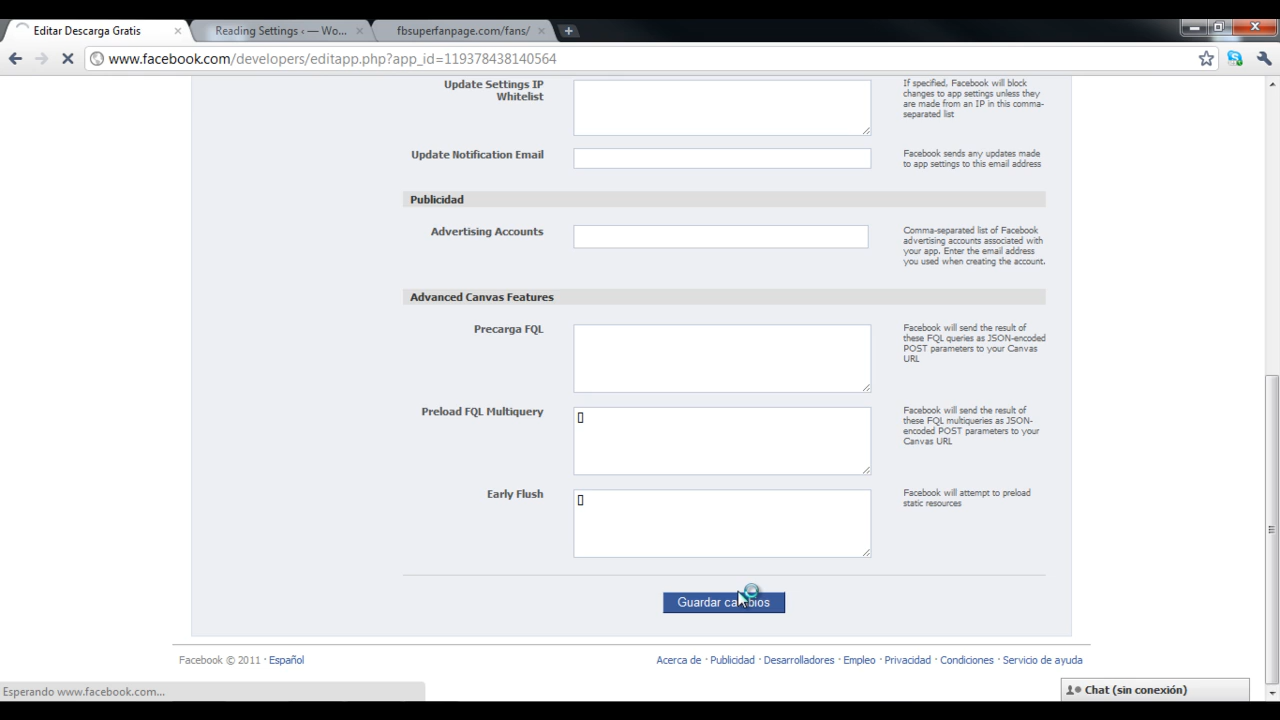 Editar Descarga Gratis
Reading Settings ‹ — Wo...
fbsuperfanpage.com/fans/
www.facebook.com/developers/editapp.php?app_id=119378438140564
Update Settings IP
Whitelist
If specified, Facebook will block
changes to app settings unless they
are made from an IP in this comma-
separated list
Update Notification Email
Facebook sends any updates made
to app settings to this email address
Publicidad
Advertising Accounts
Comma-separated list of Facebook
advertising accounts associated with
your app. Enter the email address
you used when creating the account.
Advanced Canvas Features
Precarga FQL
Facebook will send the result of
these FQL queries as JSON-encoded
POST parameters to your Canvas
URL
Preload FQL Multiquery
[]
Facebook will send the result of
these FQL multiqueries as JSON-
encoded POST parameters to your
Canvas URL
Early Flush
[]
Facebook will attempt to preload
static resources
Guardar cambios
Facebook © 2011 · Español
Acerca de · Publicidad · Desarrolladores · Empleo · Privacidad · Condiciones · Servicio de ayuda
Esperando www.facebook.com...
Chat (sin conexión)